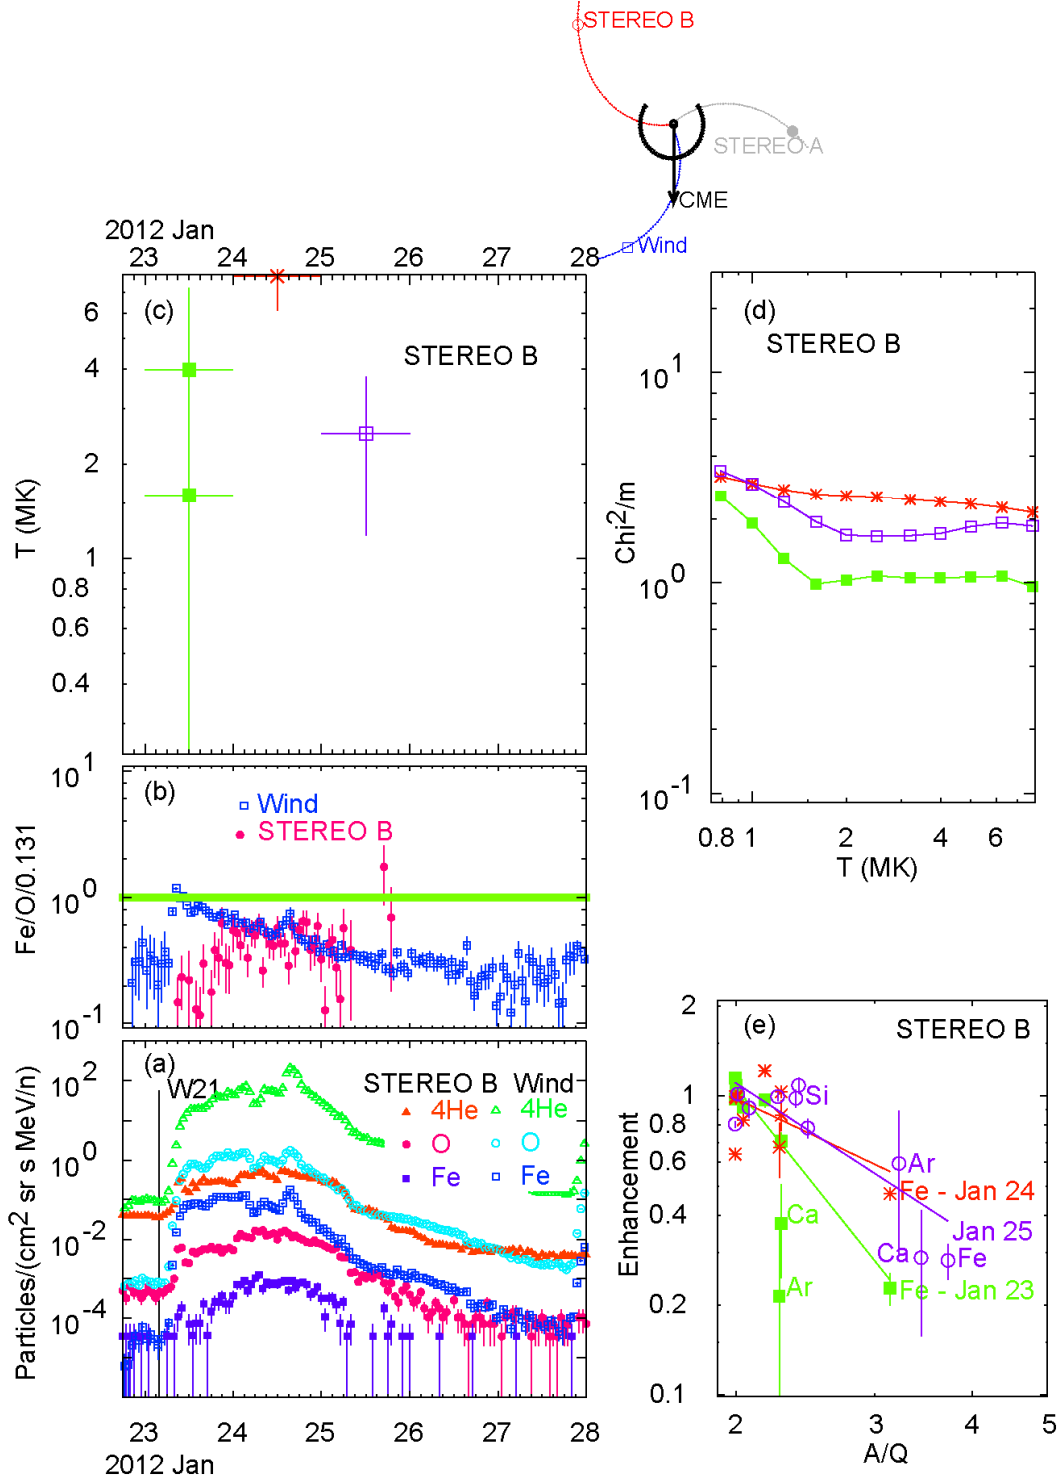 STEREO B
STEREO A
CME
Wind
2012 Jan
23 24 25 26 27 28
(c)
STEREO B
6
4
2
1
0.8
0.6
0.4
T (MK)
(d)
STEREO B
10^1
10^0
10^-1
Chi^2/m
0.8 1 2 4 6
T (MK)
(b)
Wind
STEREO B
10^1
10^0
10^-1
Fe/O/0.131
(a)
W21
STEREO B Wind
4He 4He
O O
Fe Fe
10^2
10^0
10^-2
10^-4
Particles/(cm^2 sr s MeV/n)
23 24 25 26 27 28
2012 Jan
(e)
STEREO B
2
1
0.8
0.6
0.4
0.2
0.1
Enhancement
Si
Ar
Fe - Jan 24
Ca
Jan 25
Ca Fe
Ar
Fe - Jan 23
2 3 4 5
A/Q